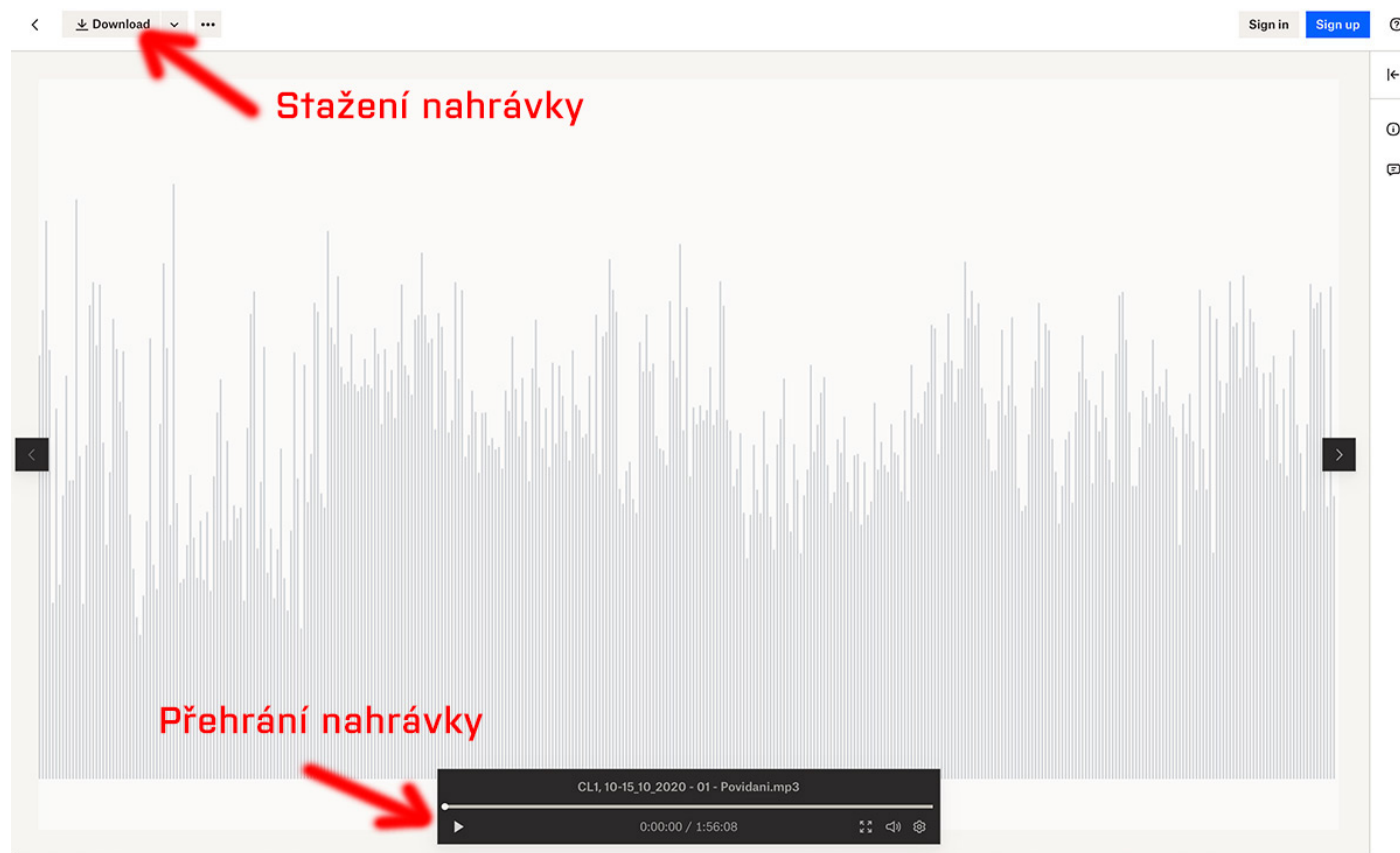 Download
Sign in
Sign up
Stažení nahrávky
Přehrání nahrávky
CL1, 10-15_10_2020 - 01 - Povidani.mp3
0:00:00 / 1:56:08